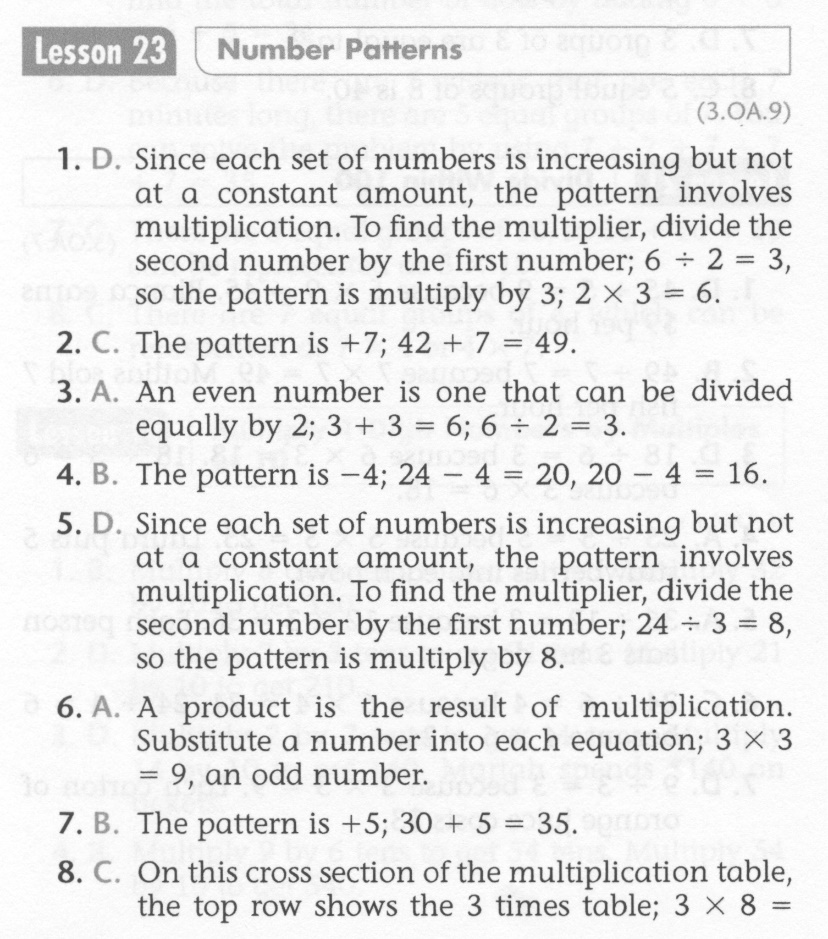 Lesson 23 Number Patterns
(3.OA.9)
1. D. Since each set of numbers is increasing but not
at a constant amount, the pattern involves
multiplication. To find the multiplier, divide the
second number by the first number; 6 ÷ 2 = 3,
so the pattern is multiply by 3; 2 × 3 = 6.
2. C. The pattern is +7; 42 + 7 = 49.
3. A. An even number is one that can be divided
equally by 2; 3 + 3 = 6; 6 ÷ 2 = 3.
4. B. The pattern is −4; 24 − 4 = 20, 20 − 4 = 16.
5. D. Since each set of numbers is increasing but not
at a constant amount, the pattern involves
multiplication. To find the multiplier, divide the
second number by the first number; 24 ÷ 3 = 8,
so the pattern is multiply by 8.
6. A. A product is the result of multiplication.
Substitute a number into each equation; 3 × 3
= 9, an odd number.
7. B. The pattern is +5; 30 + 5 = 35.
8. C. On this cross section of the multiplication table,
the top row shows the 3 times table; 3 × 8 =